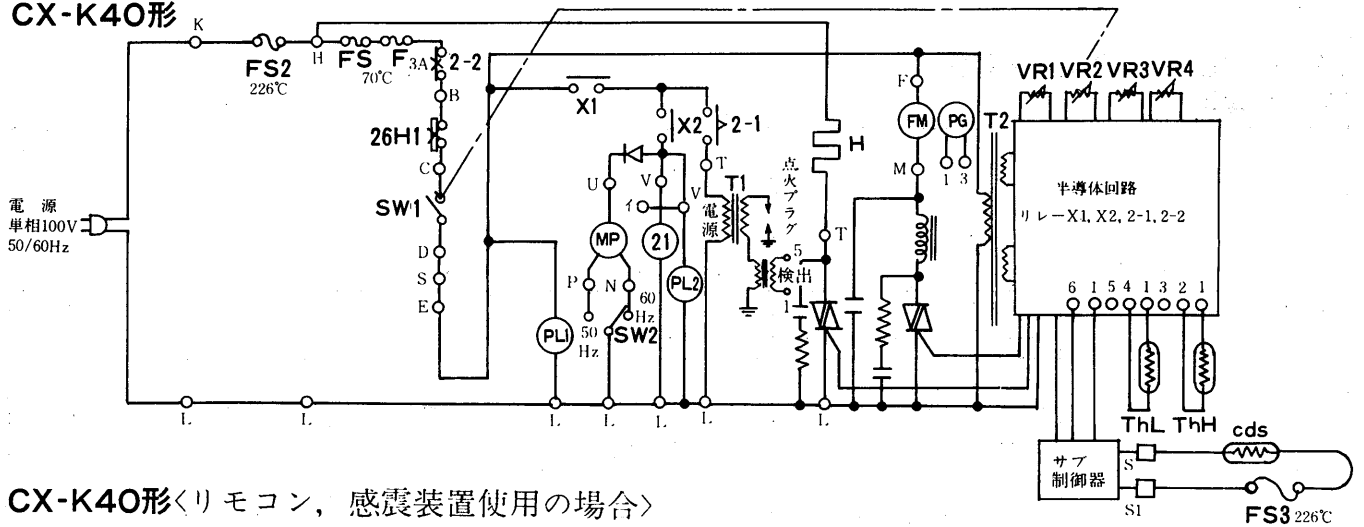 CX-K40形
K
FS2
226℃
H
FS
70℃
F
3A
2-2
B
26H1
C
SW1
D
S
E
電源
単相100V
50/60Hz
L
L
X1
X2
2-1
T
U
V
イ
V
MP
21
PL2
P
N
50
Hz
60
Hz
SW2
PL1
L
L
L
L
電源
T1
点火プラグ
5
検出
1
H
T
L
F
FM
PG
M
1
3
T2
VR1
VR2
VR3
VR4
半導体回路
リレーX1, X2, 2-1, 2-2
6 1 5 4 1 3 2 1
ThL
ThH
サブ
制御器
S
S1
cds
FS3
226℃
CX-K40形〈リモコン, 感震装置使用の場合〉